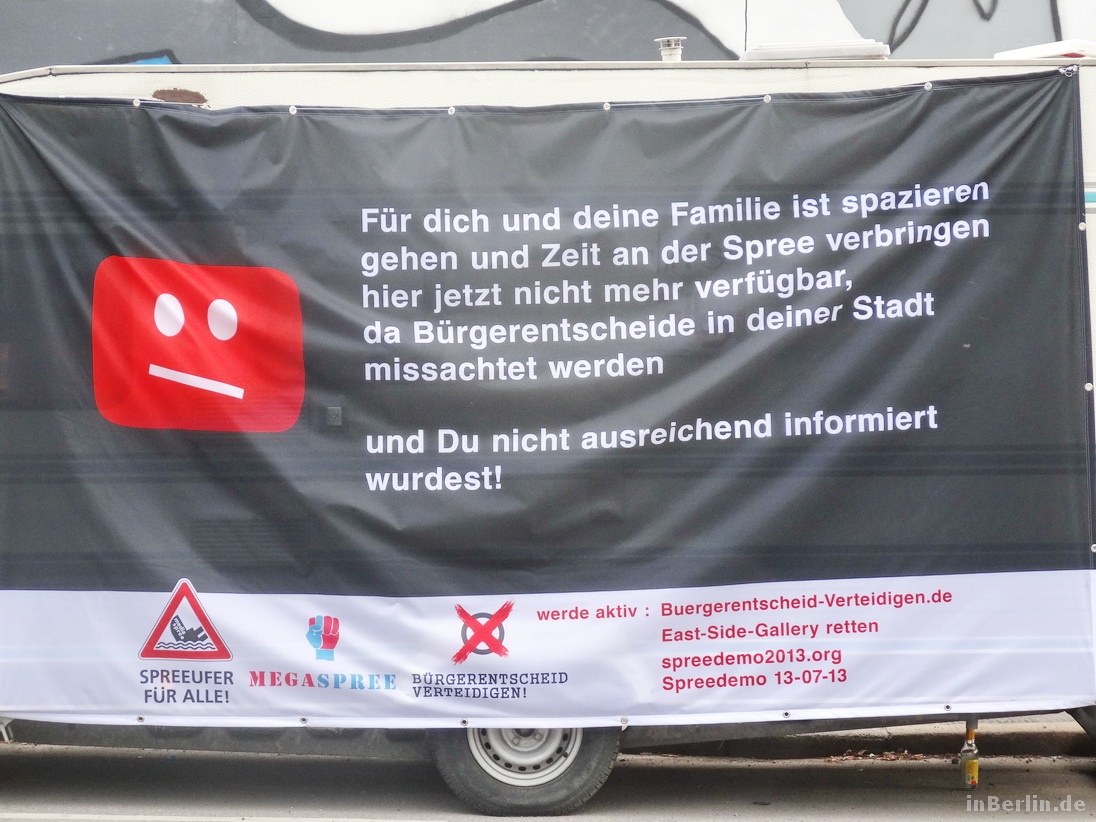 Für dich und deine Familie ist spazieren
gehen und Zeit an der Spree verbringen
hier jetzt nicht mehr verfügbar,
da Bürgerentscheide in deiner Stadt
missachtet werden
und Du nicht ausreichend informiert
wurdest!
SPREEUFER
FÜR ALLE!
MEGASPREE
BÜRGERENTSCHEID
VERTEIDIGEN!
werde aktiv : Buergerentscheid-Verteidigen.de
East-Side-Gallery retten
spreedemo2013.org
Spreedemo 13-07-13
inBerlin.de